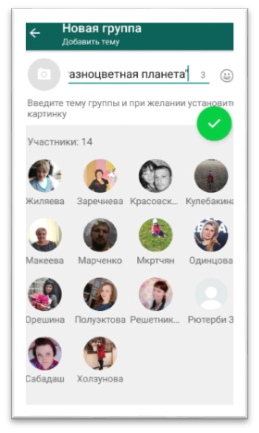 Новая группа
Добавить тему
азноцветная планета" 3
Введите тему группы и при желании установите
картинку
Участники: 14
Жиляева Заречнева Красовск... Кулебакина
Макеева Марченко Мкртчян Одинцова
Орешина Полуэктова Решетник... Рютерби З
Сабадаш Холзунова